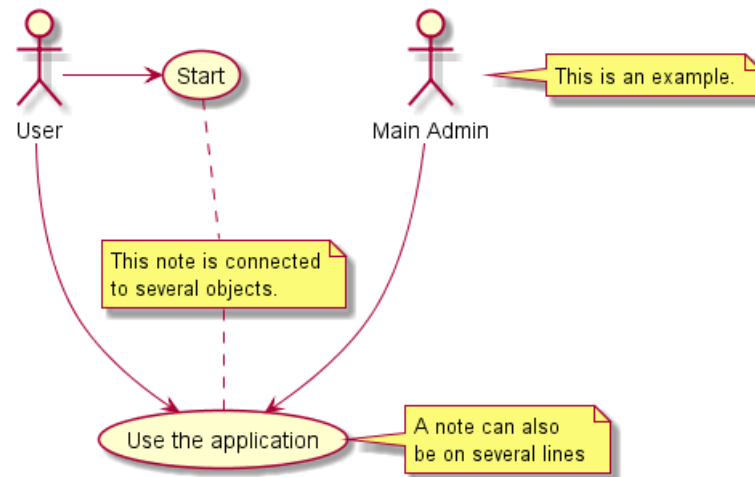 Start
This is an example.
User
Main Admin
This note is connected
to several objects.
Use the application
A note can also
be on several lines